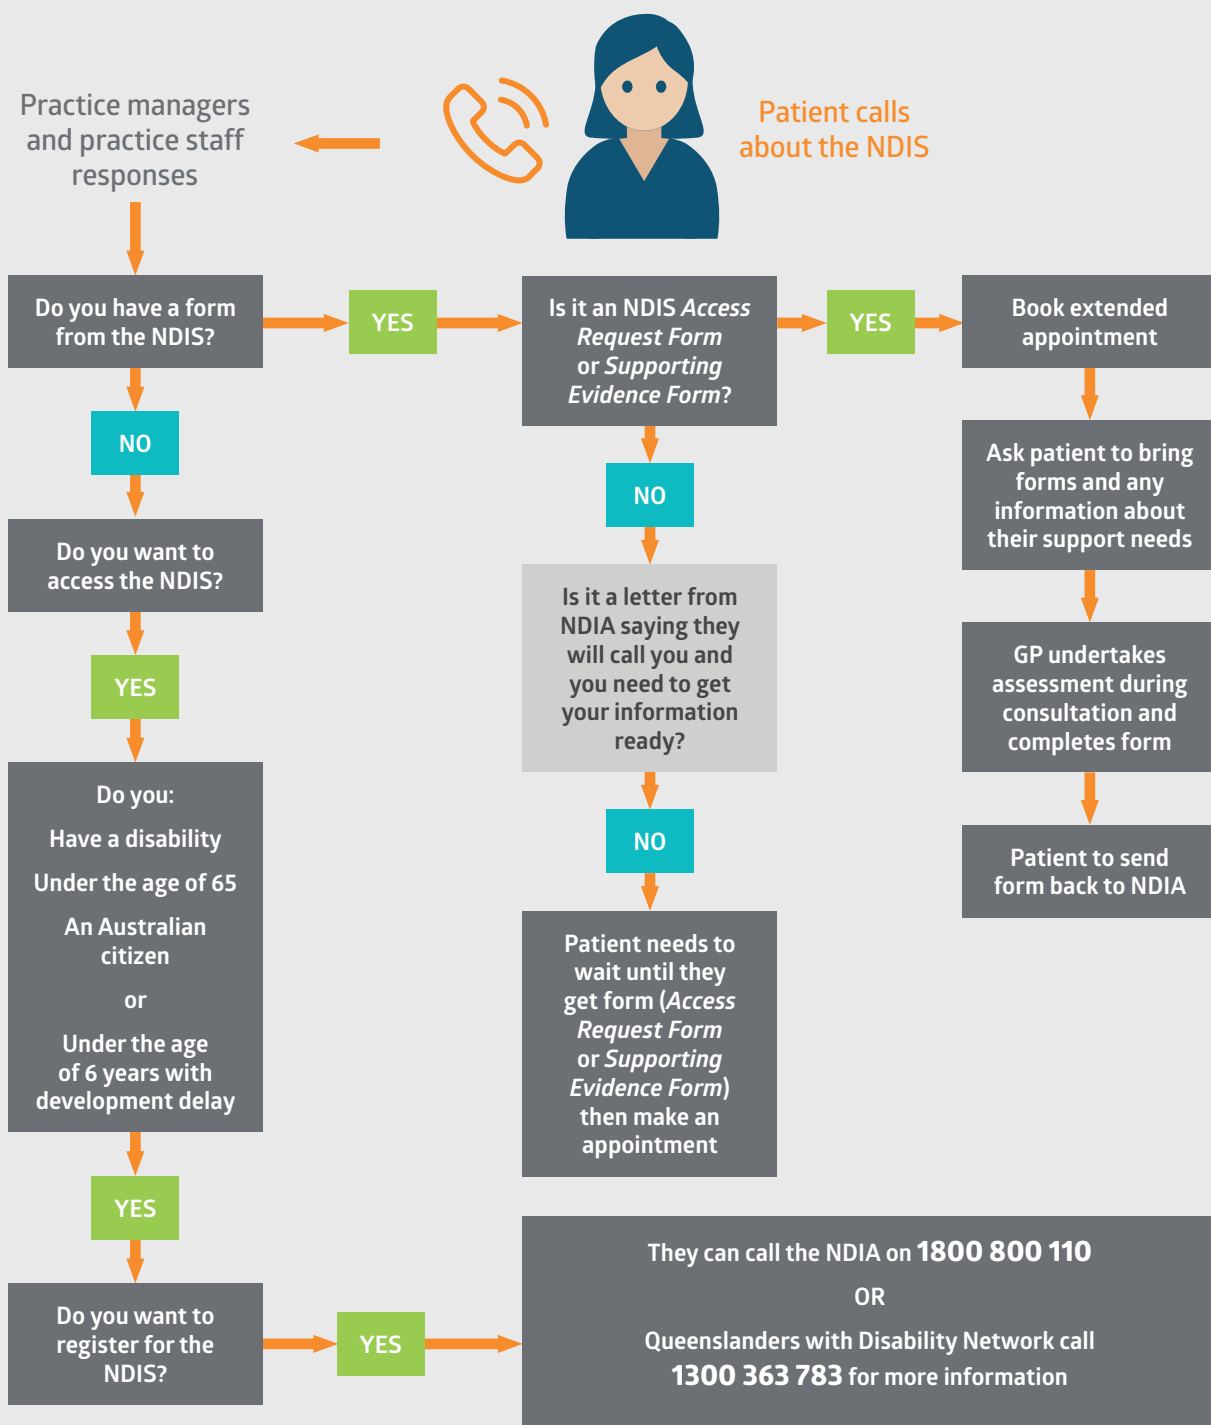 Practice managers
and practice staff
responses
Patient calls
about the NDIS
Do you have a form
from the NDIS?
YES
Is it an NDIS Access
Request Form
or Supporting
Evidence Form?
YES
Book extended
appointment
NO
Do you want to
access the NDIS?
YES
Do you:
Have a disability
Under the age of 65
An Australian
citizen
or
Under the age
of 6 years with
development delay
YES
Do you want to
register for the
NDIS?
YES
NO
Is it a letter from
NDIA saying they
will call you and
you need to get
your information
ready?
NO
Patient needs to
wait until they
get form (Access
Request Form
or Supporting
Evidence Form)
then make an
appointment
Ask patient to bring
forms and any
information about
their support needs
GP undertakes
assessment during
consultation and
completes form
Patient to send
form back to NDIA
They can call the NDIA on 1800 800 110
OR
Queenslanders with Disability Network call
1300 363 783 for more information